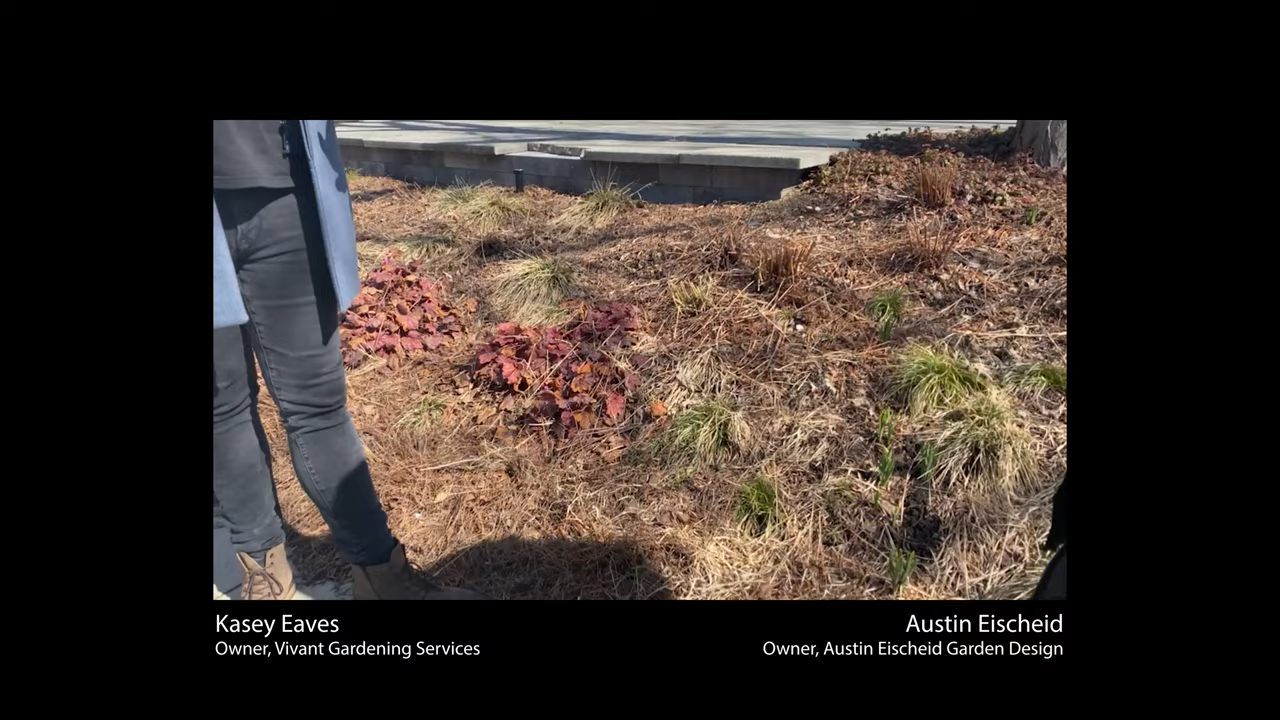 Kasey Eaves
Owner, Vivant Gardening Services
Austin Eischeid
Owner, Austin Eischeid Garden Design